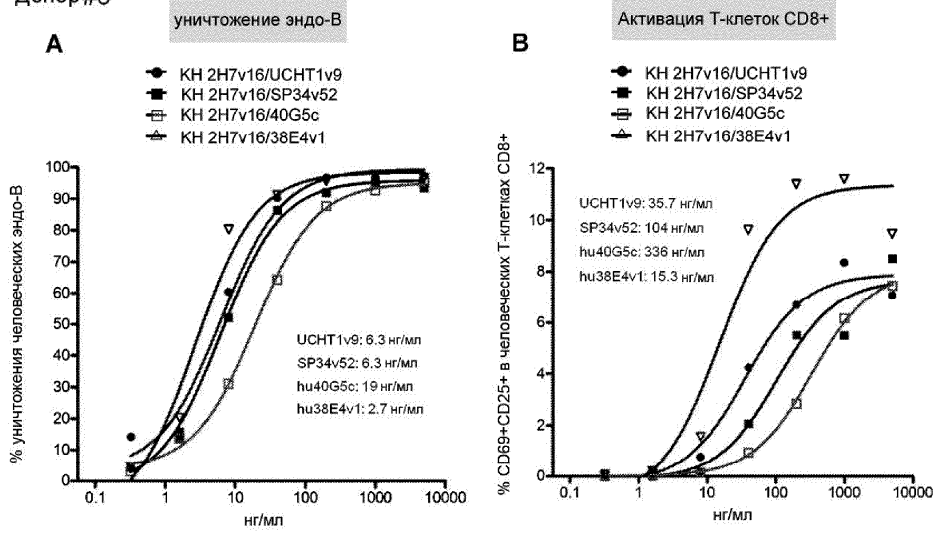 уничтожение эндо-В
A
KH 2H7v16/UCHT1v9
KH 2H7v16/SP34v52
KH 2H7v16/40G5c
KH 2H7v16/38E4v1
% уничтожения человеческих эндо-В
100
90
80
70
60
50
40
30
20
10
0
UCHT1v9: 6.3 нг/мл
SP34v52: 6.3 нг/мл
hu40G5c: 19 нг/мл
hu38E4v1: 2.7 нг/мл
0.1 1 10 100 1000 10000
нг/мл
Активация Т-клеток CD8+
B
KH 2H7v16/UCHT1v9
KH 2H7v16/SP34v52
KH 2H7v16/40G5c
KH 2H7v16/38E4v1
% CD69+CD25+ в человеческих Т-клетках CD8+
12
10
8
6
4
2
0
UCHT1v9: 35.7 нг/мл
SP34v52: 104 нг/мл
hu40G5c: 336 нг/мл
hu38E4v1: 15.3 нг/мл
0.1 1 10 100 1000 10000
нг/мл